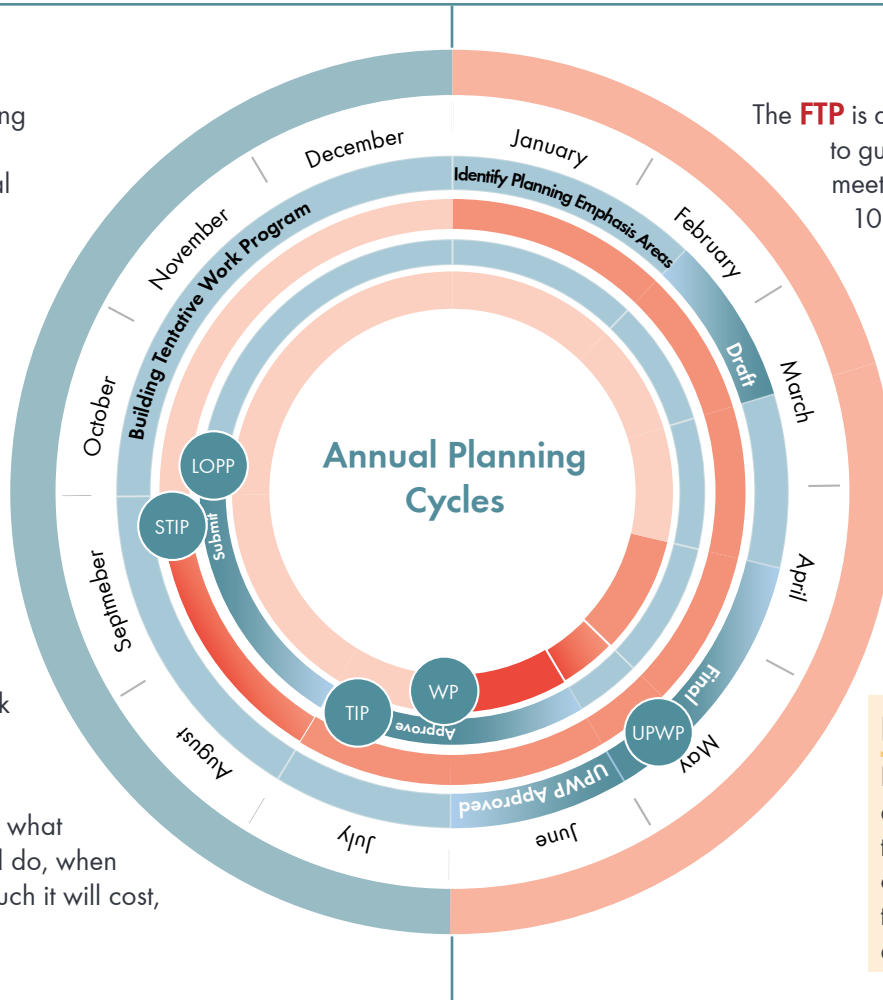 ng
al
The FTP is
to gu
meet
10
December
January
February
March
April
May
June
July
August
Septmeber
October
November
Identify Planning Emphasis Areas
Building Tentative Work Program
Draft
Final
UPWP Approved
Annual Planning
Cycles
LOPP
STIP
Submit
TIP
Approve
WP
UPWP
k
what
do, when
uch it will cost,